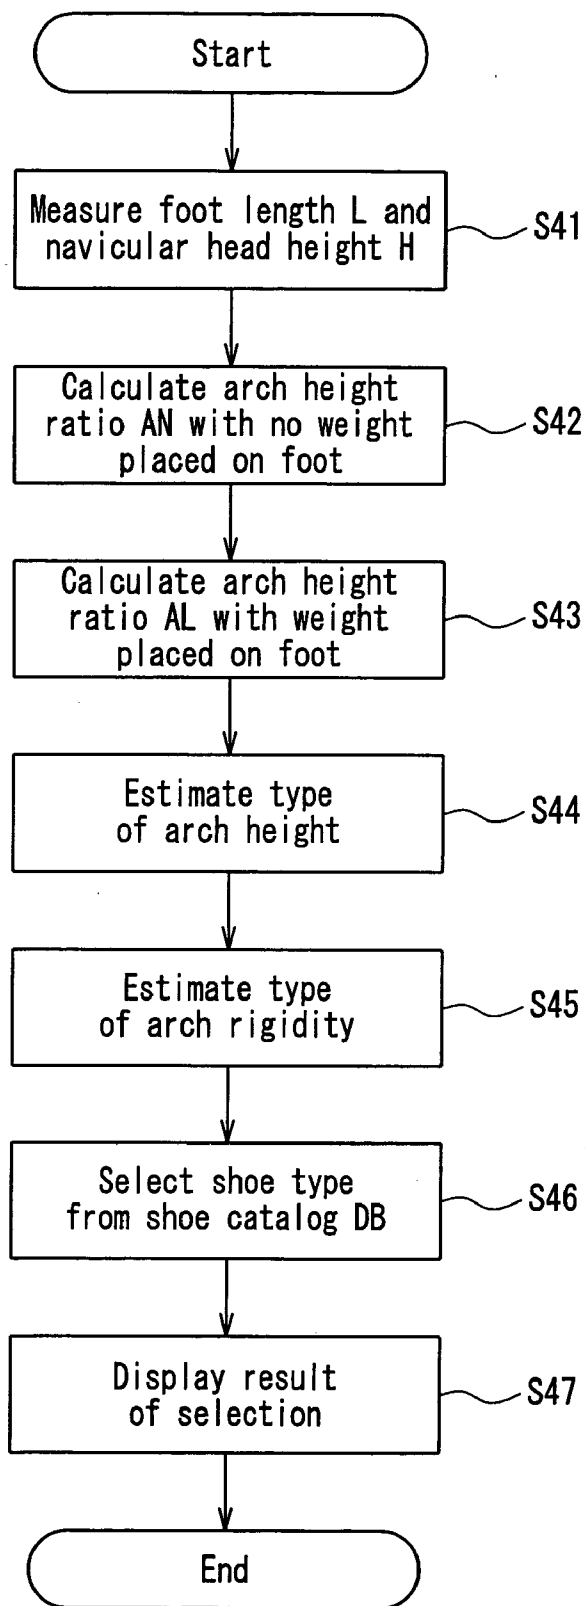 Start
Measure foot length L and
navicular head height H
S41
Calculate arch height
ratio AN with no weight
placed on foot
S42
Calculate arch height
ratio AL with weight
placed on foot
S43
Estimate type
of arch height
S44
Estimate type
of arch rigidity
S45
Select shoe type
from shoe catalog DB
S46
Display result
of selection
S47
End